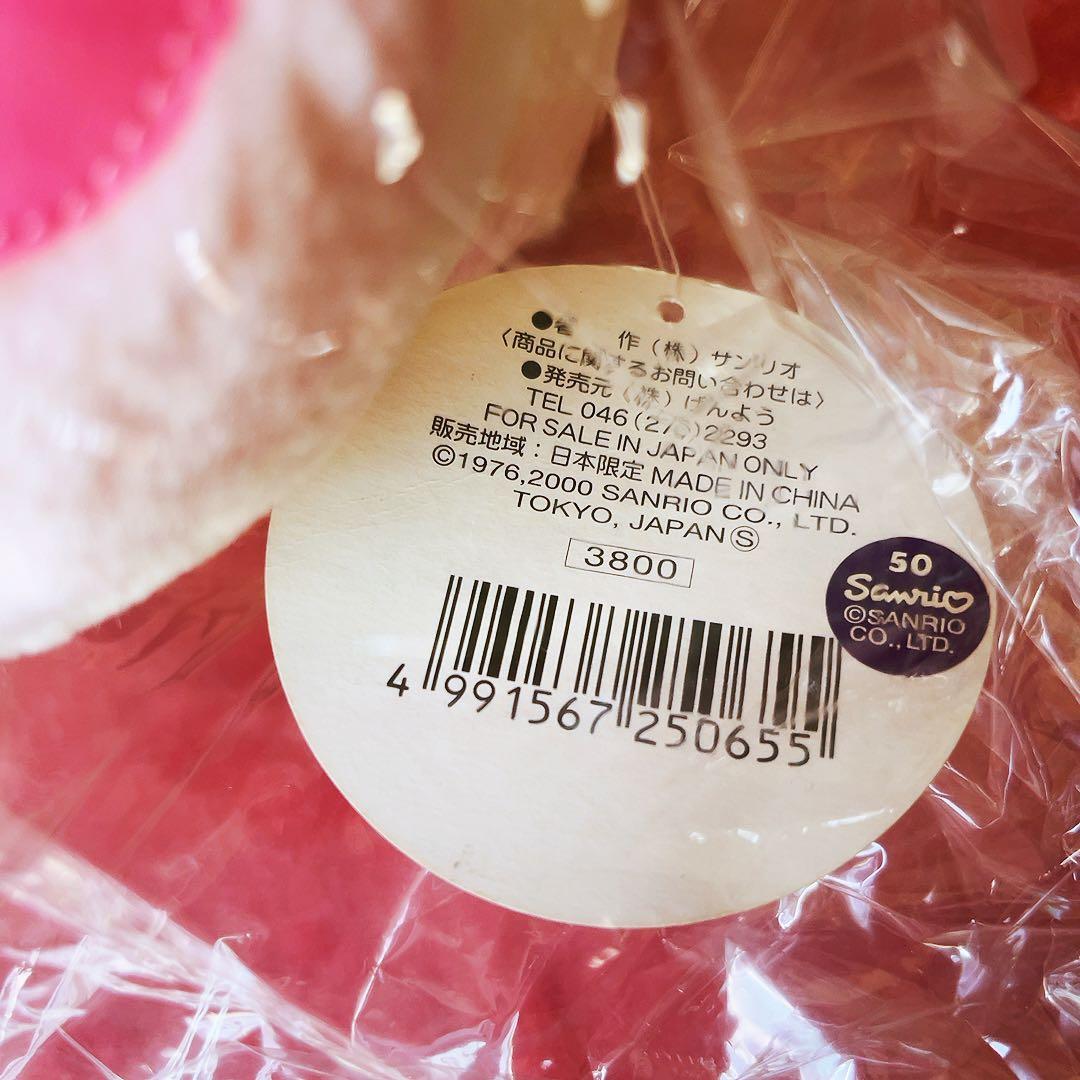 ●著 作（株）サンリオ
〈商品に関するお問い合わせは〉
●発売元（株）げんよう
TEL 046(276)2293
FOR SALE IN JAPAN ONLY
販売地域：日本限定 MADE IN CHINA
©1976,2000 SANRIO CO., LTD.
TOKYO, JAPAN Ⓢ
3800
50
Sanrio
©SANRIO
CO., LTD.
4 991567 250655